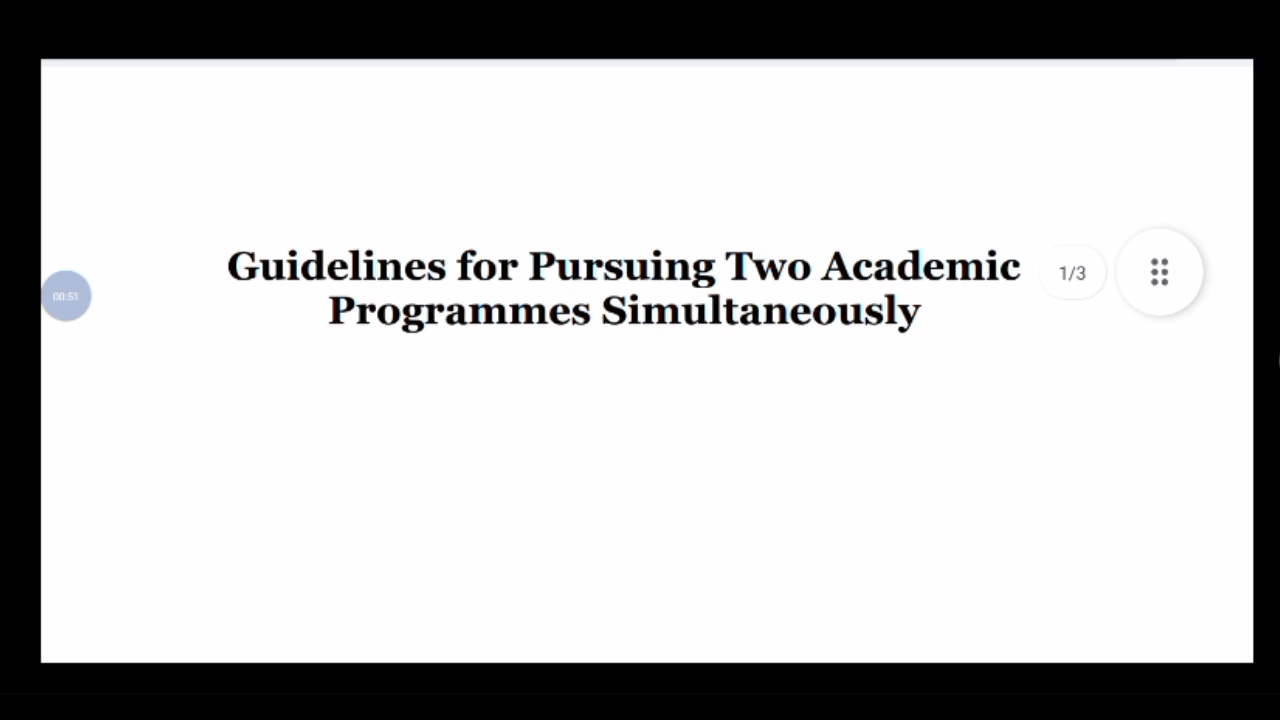 Guidelines for Pursuing Two Academic
Programmes Simultaneously
1/3
00:51